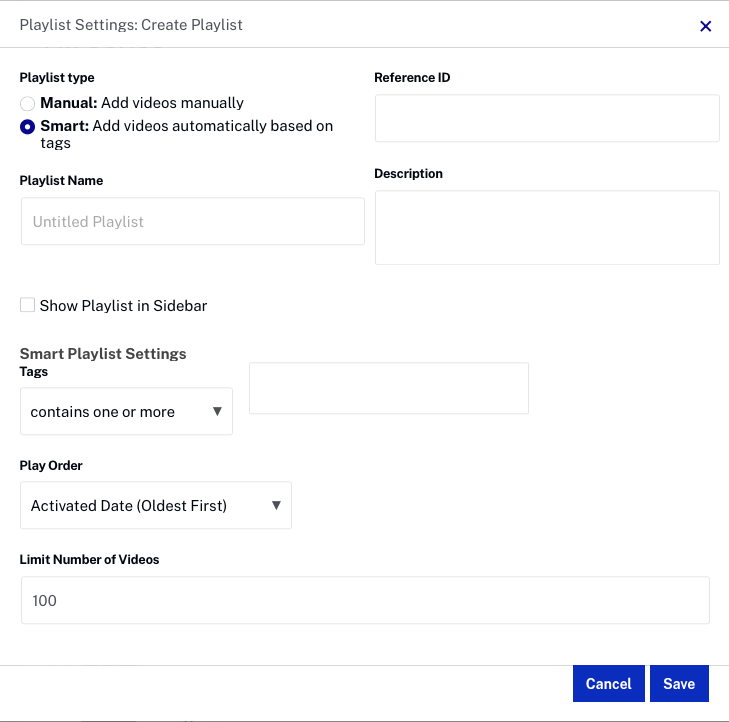 Playlist Settings: Create Playlist
Playlist type
Manual: Add videos manually
Smart: Add videos automatically based on
tags
Reference ID
Playlist Name
Untitled Playlist
Description
Show Playlist in Sidebar
Smart Playlist Settings
Tags
contains one or more
Play Order
Activated Date (Oldest First)
Limit Number of Videos
100
Cancel
Save